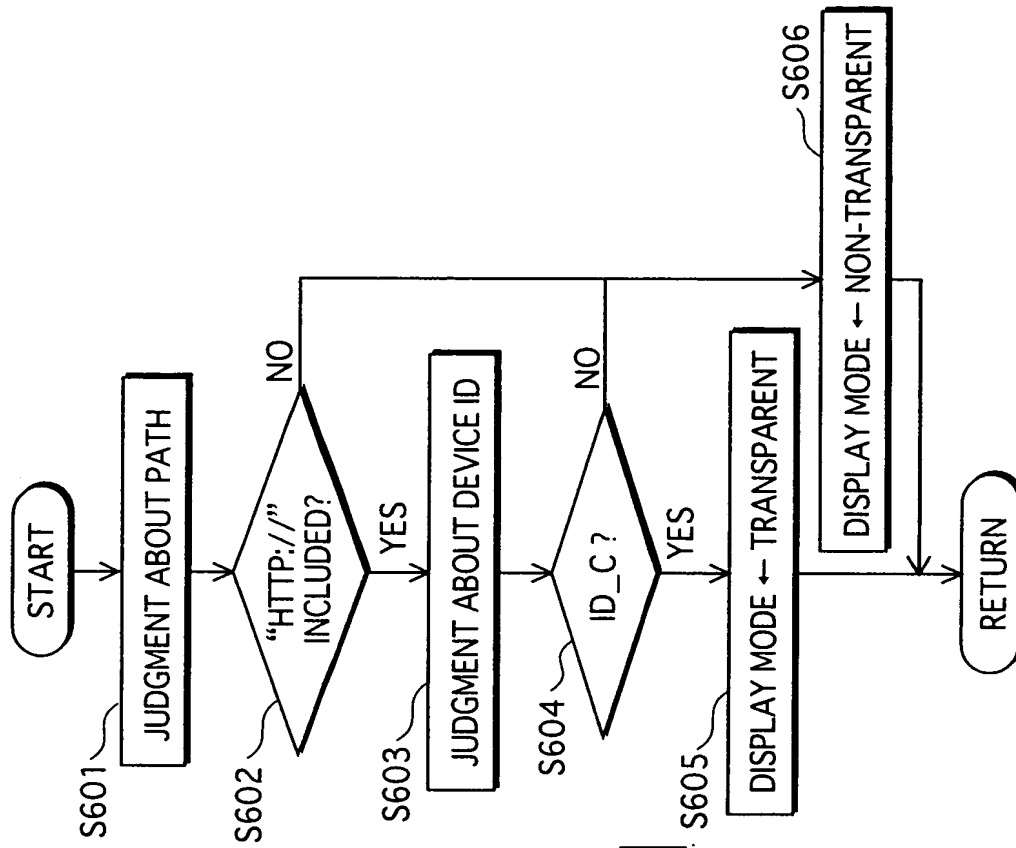 START
S601
JUDGMENT ABOUT PATH
S602
“HTTP://”
INCLUDED?
NO
YES
S603
JUDGMENT ABOUT DEVICE ID
S604
ID_C ?
NO
YES
S605
DISPLAY MODE ← TRANSPARENT
S606
DISPLAY MODE ← NON-TRANSPARENT
RETURN